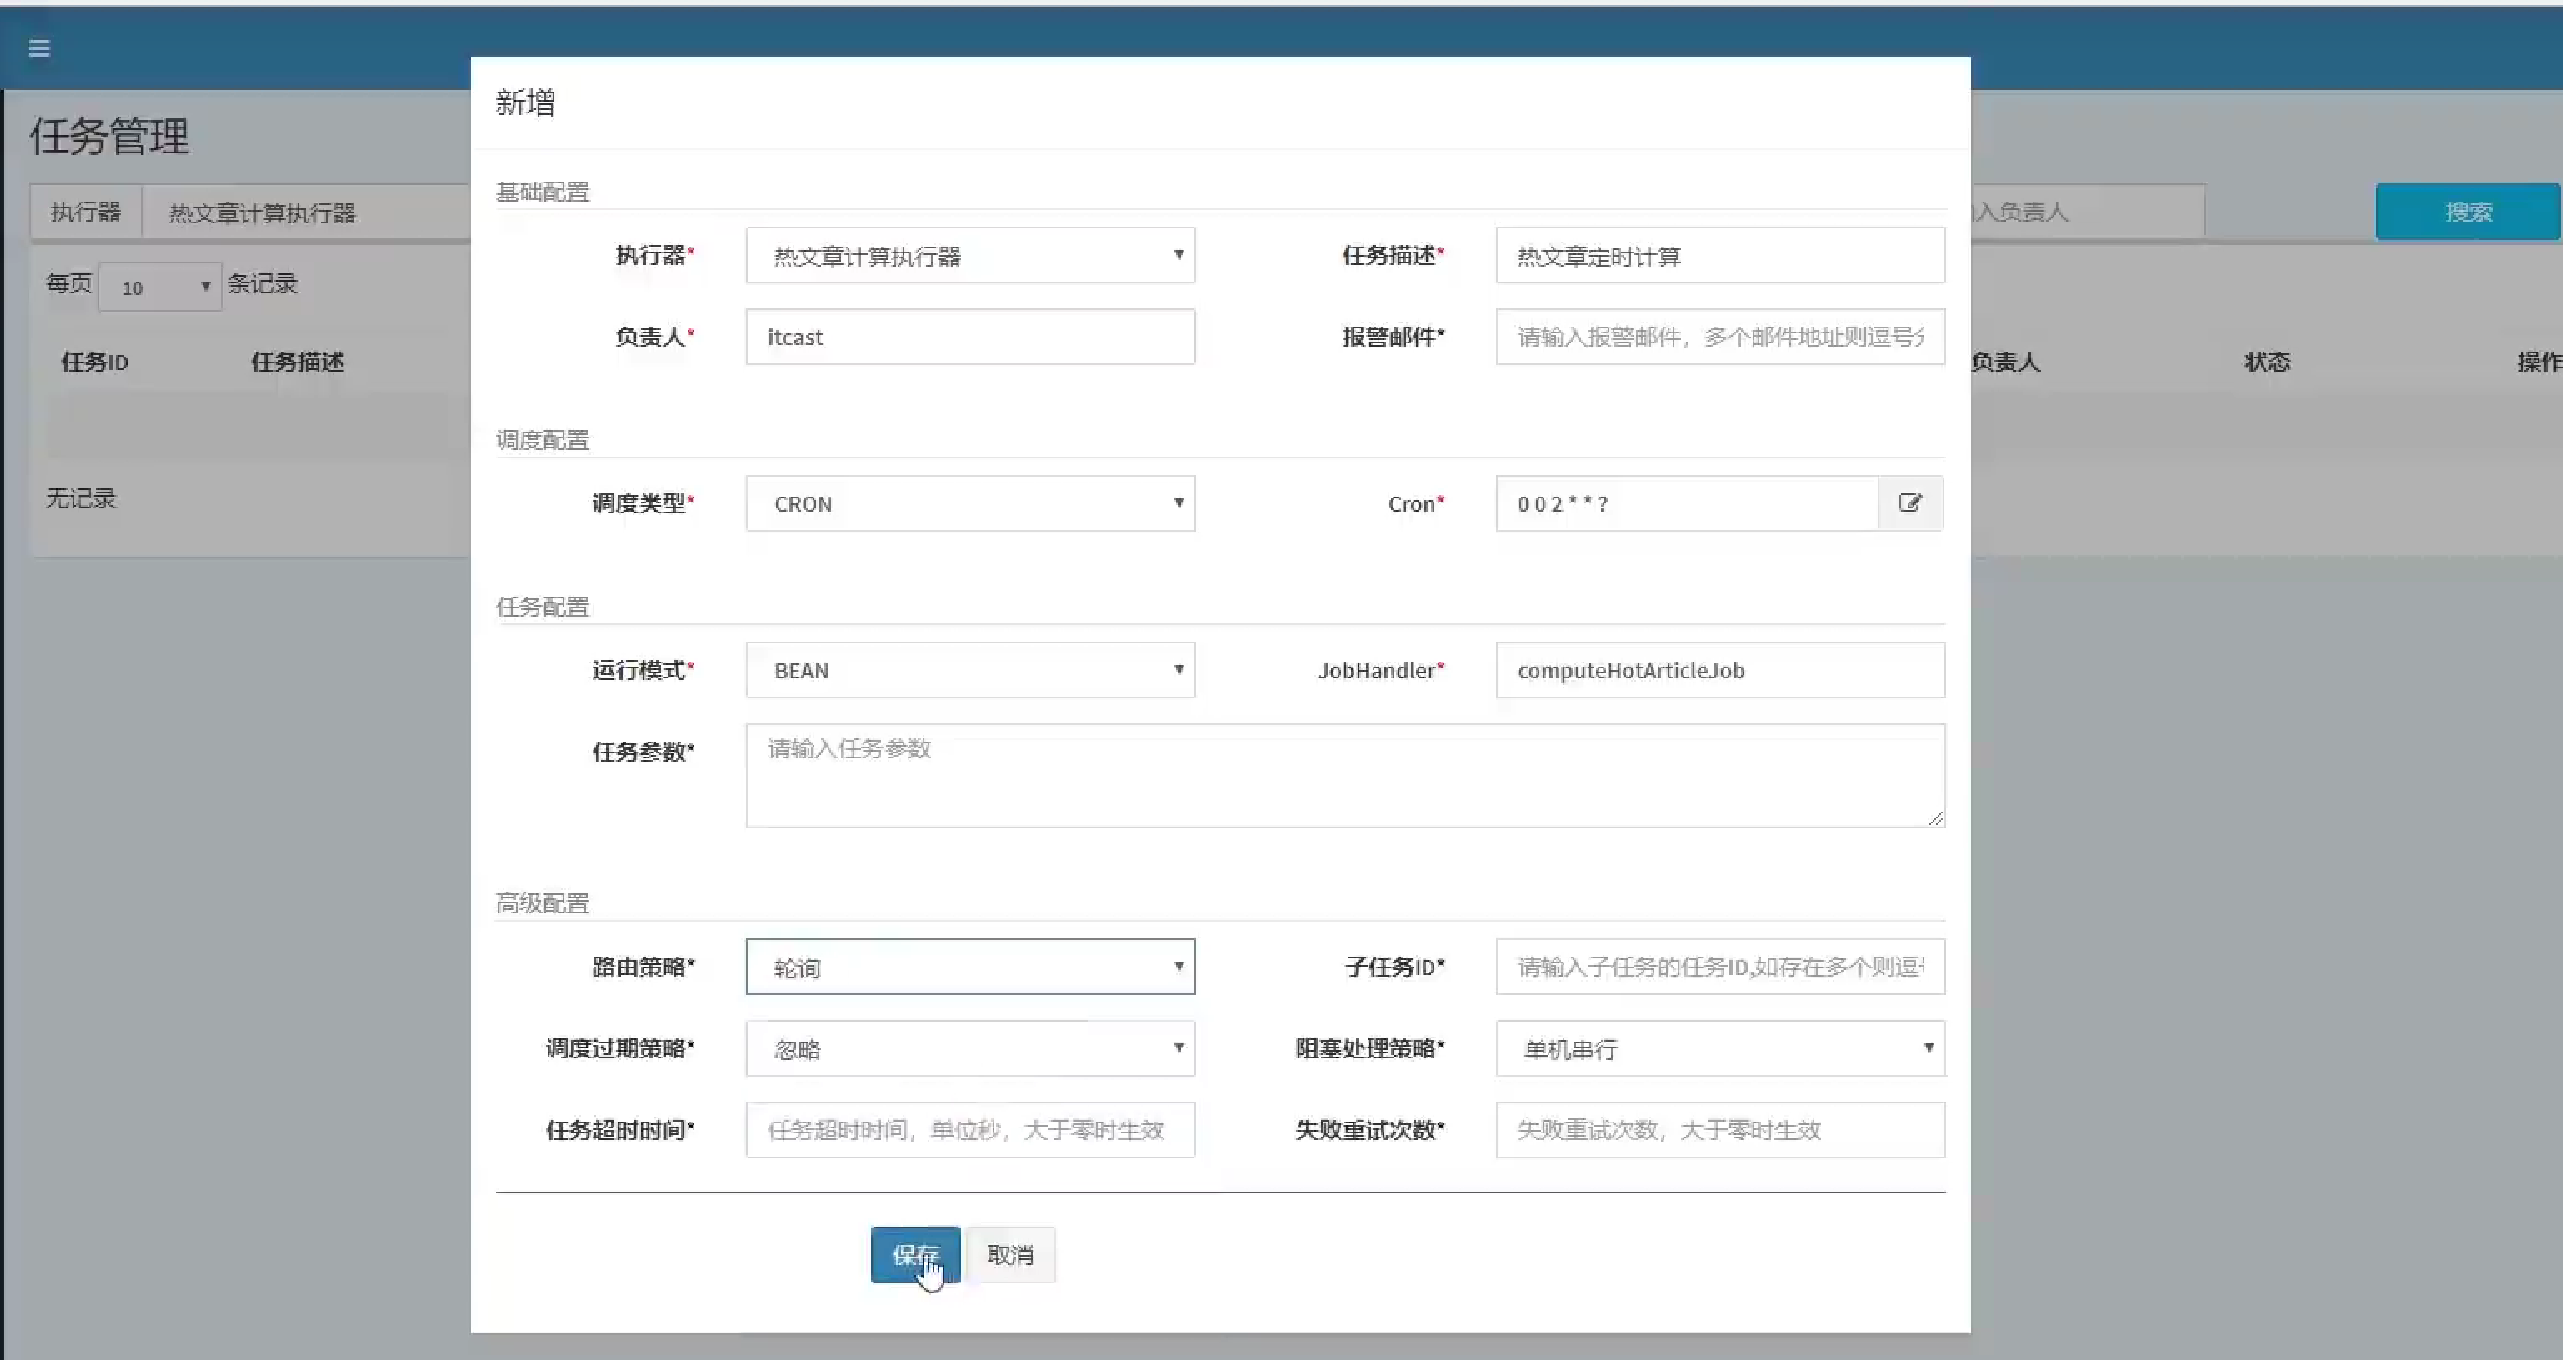 新增
任务管理
基础配置
执行器 热文章计算执行器
入负责人 搜索
执行器* 热文章计算执行器 任务描述* 热文章定时计算
每页 10 条记录
负责人* itcast 报警邮件* 请输入报警邮件，多个邮件地址则逗号分
任务ID 任务描述 负责人 状态 操作
调度配置
无记录
调度类型* CRON Cron* 0 0 2 * * ?
任务配置
运行模式* BEAN JobHandler* computeHotArticleJob
任务参数* 请输入任务参数
高级配置
路由策略* 轮询 子任务ID* 请输入子任务的任务ID,如存在多个则逗
调度过期策略* 忽略 阻塞处理策略* 单机串行
任务超时时间* 任务超时时间，单位秒，大于零时生效 失败重试次数* 失败重试次数，大于零时生效
保存 取消